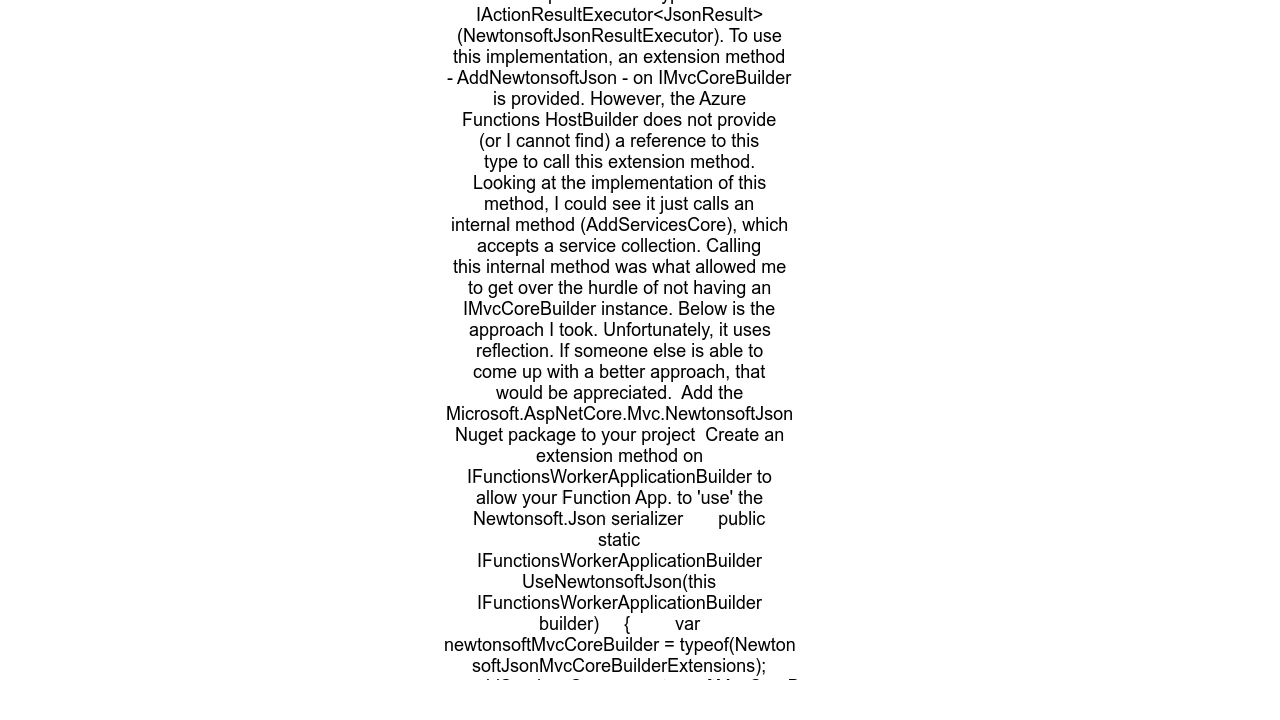 IActionResultExecutor<JsonResult>
(NewtonsoftJsonResultExecutor). To use
this implementation, an extension method
- AddNewtonsoftJson - on IMvcCoreBuilder
is provided. However, the Azure
Functions HostBuilder does not provide
(or I cannot find) a reference to this
type to call this extension method.
Looking at the implementation of this
method, I could see it just calls an
internal method (AddServicesCore), which
accepts a service collection. Calling
this internal method was what allowed me
to get over the hurdle of not having an
IMvcCoreBuilder instance. Below is the
approach I took. Unfortunately, it uses
reflection. If someone else is able to
come up with a better approach, that
would be appreciated.  Add the
Microsoft.AspNetCore.Mvc.NewtonsoftJson
Nuget package to your project  Create an
extension method on
IFunctionsWorkerApplicationBuilder to
allow your Function App. to 'use' the
Newtonsoft.Json serializer       public
static
IFunctionsWorkerApplicationBuilder
UseNewtonsoftJson(this
IFunctionsWorkerApplicationBuilder
builder)     {         var
newtonsoftMvcCoreBuilder = typeof(Newton
softJsonMvcCoreBuilderExtensions);